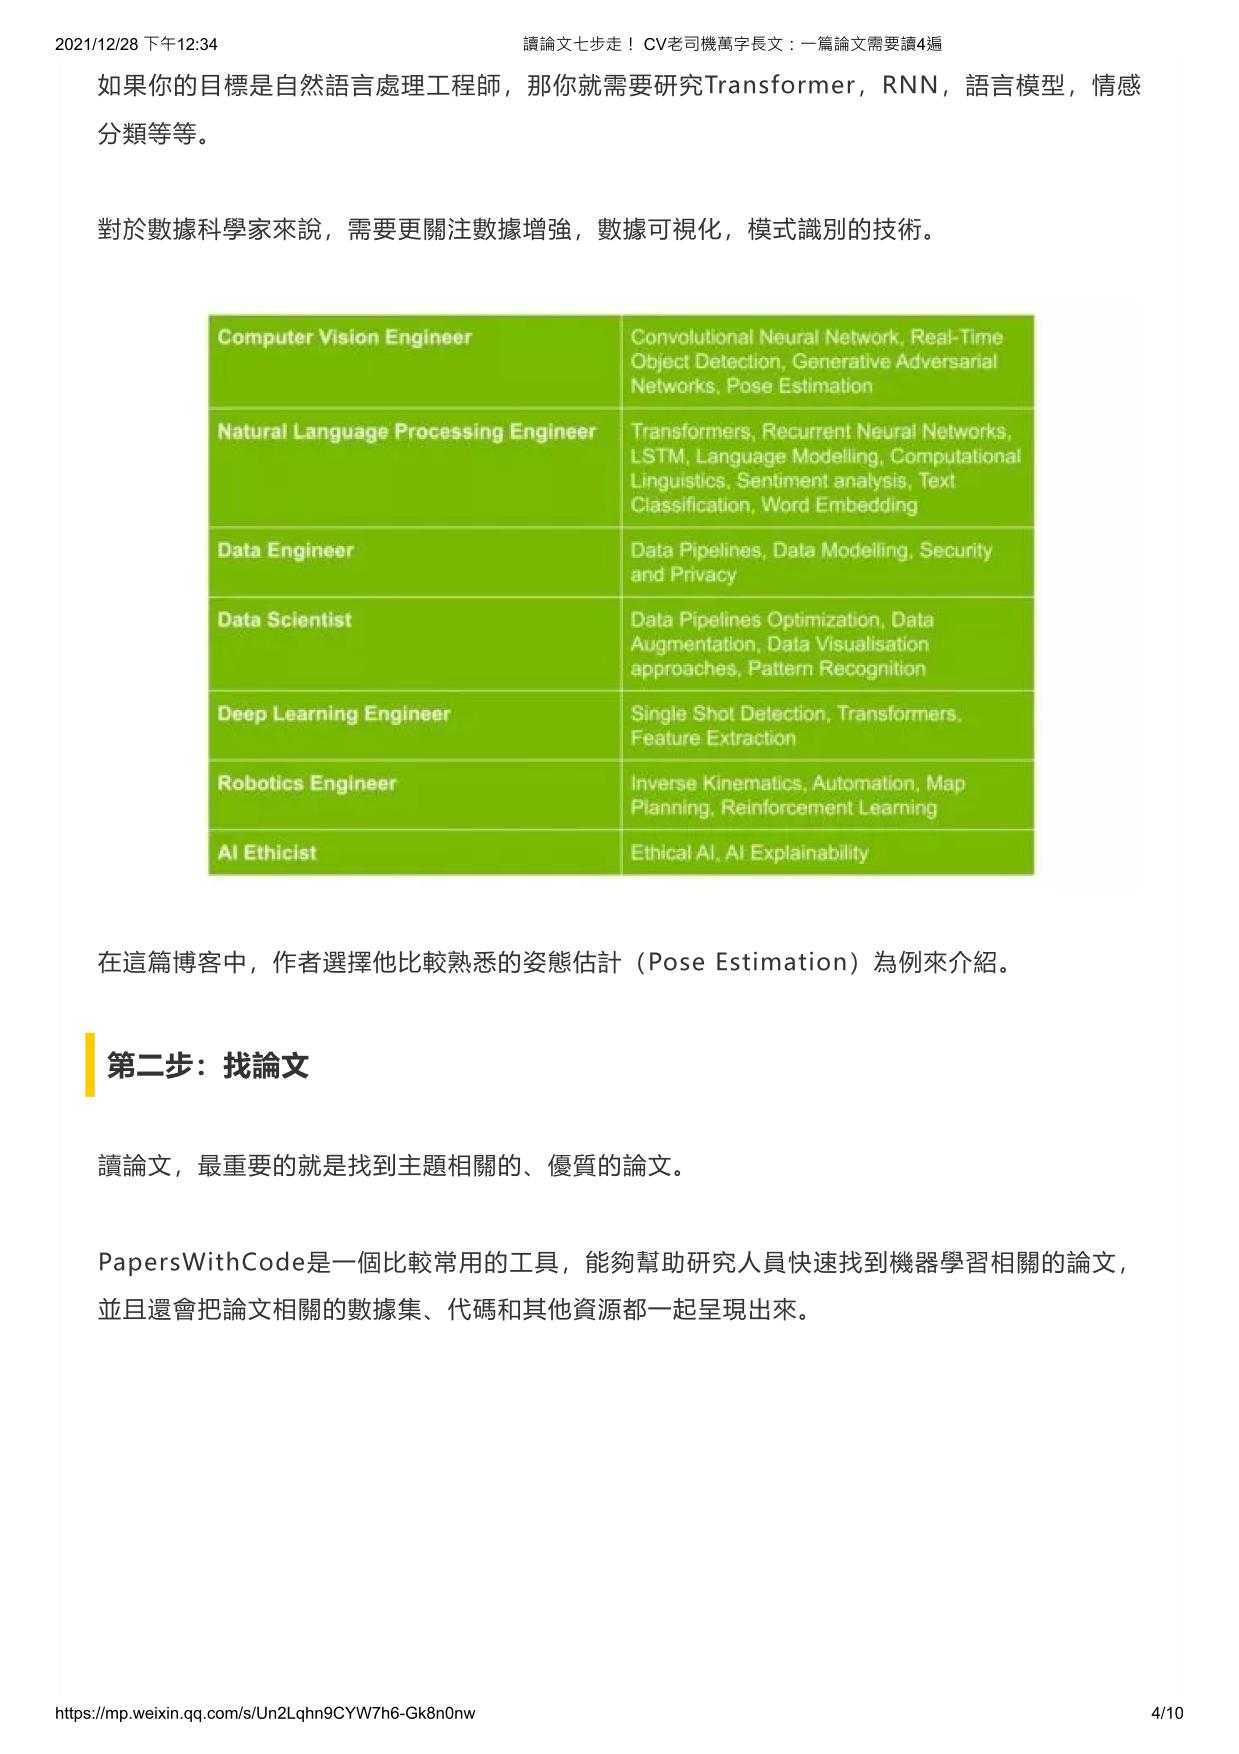 2021/12/28 下午12:34
讀論文七步走！ CV老司機萬字長文：一篇論文需要讀4遍
如果你的目標是自然語言處理工程師，那你就需要研究Transformer，RNN，語言模型，情感
分類等等。
對於數據科學家來說，需要更關注數據增強，數據可視化，模式識別的技術。
Computer Vision Engineer
Convolutional Neural Network, Real-Time
Object Detection, Generative Adversarial
Networks, Pose Estimation
Natural Language Processing Engineer
Transformers, Recurrent Neural Networks,
LSTM, Language Modelling, Computational
Linguistics, Sentiment analysis, Text
Classification, Word Embedding
Data Engineer
Data Pipelines, Data Modelling, Security
and Privacy
Data Scientist
Data Pipelines Optimization, Data
Augmentation, Data Visualisation
approaches, Pattern Recognition
Deep Learning Engineer
Single Shot Detection, Transformers,
Feature Extraction
Robotics Engineer
Inverse Kinematics, Automation, Map
Planning, Reinforcement Learning
AI Ethicist
Ethical AI, AI Explainability
在這篇博客中，作者選擇他比較熟悉的姿態估計（Pose Estimation）為例來介紹。
第二步：找論文
讀論文，最重要的就是找到主題相關的、優質的論文。
PapersWithCode是一個比較常用的工具，能夠幫助研究人員快速找到機器學習相關的論文，
並且還會把論文相關的數據集、代碼和其他資源都一起呈現出來。
https://mp.weixin.qq.com/s/Un2Lqhn9CYW7h6-Gk8n0nw
4/10